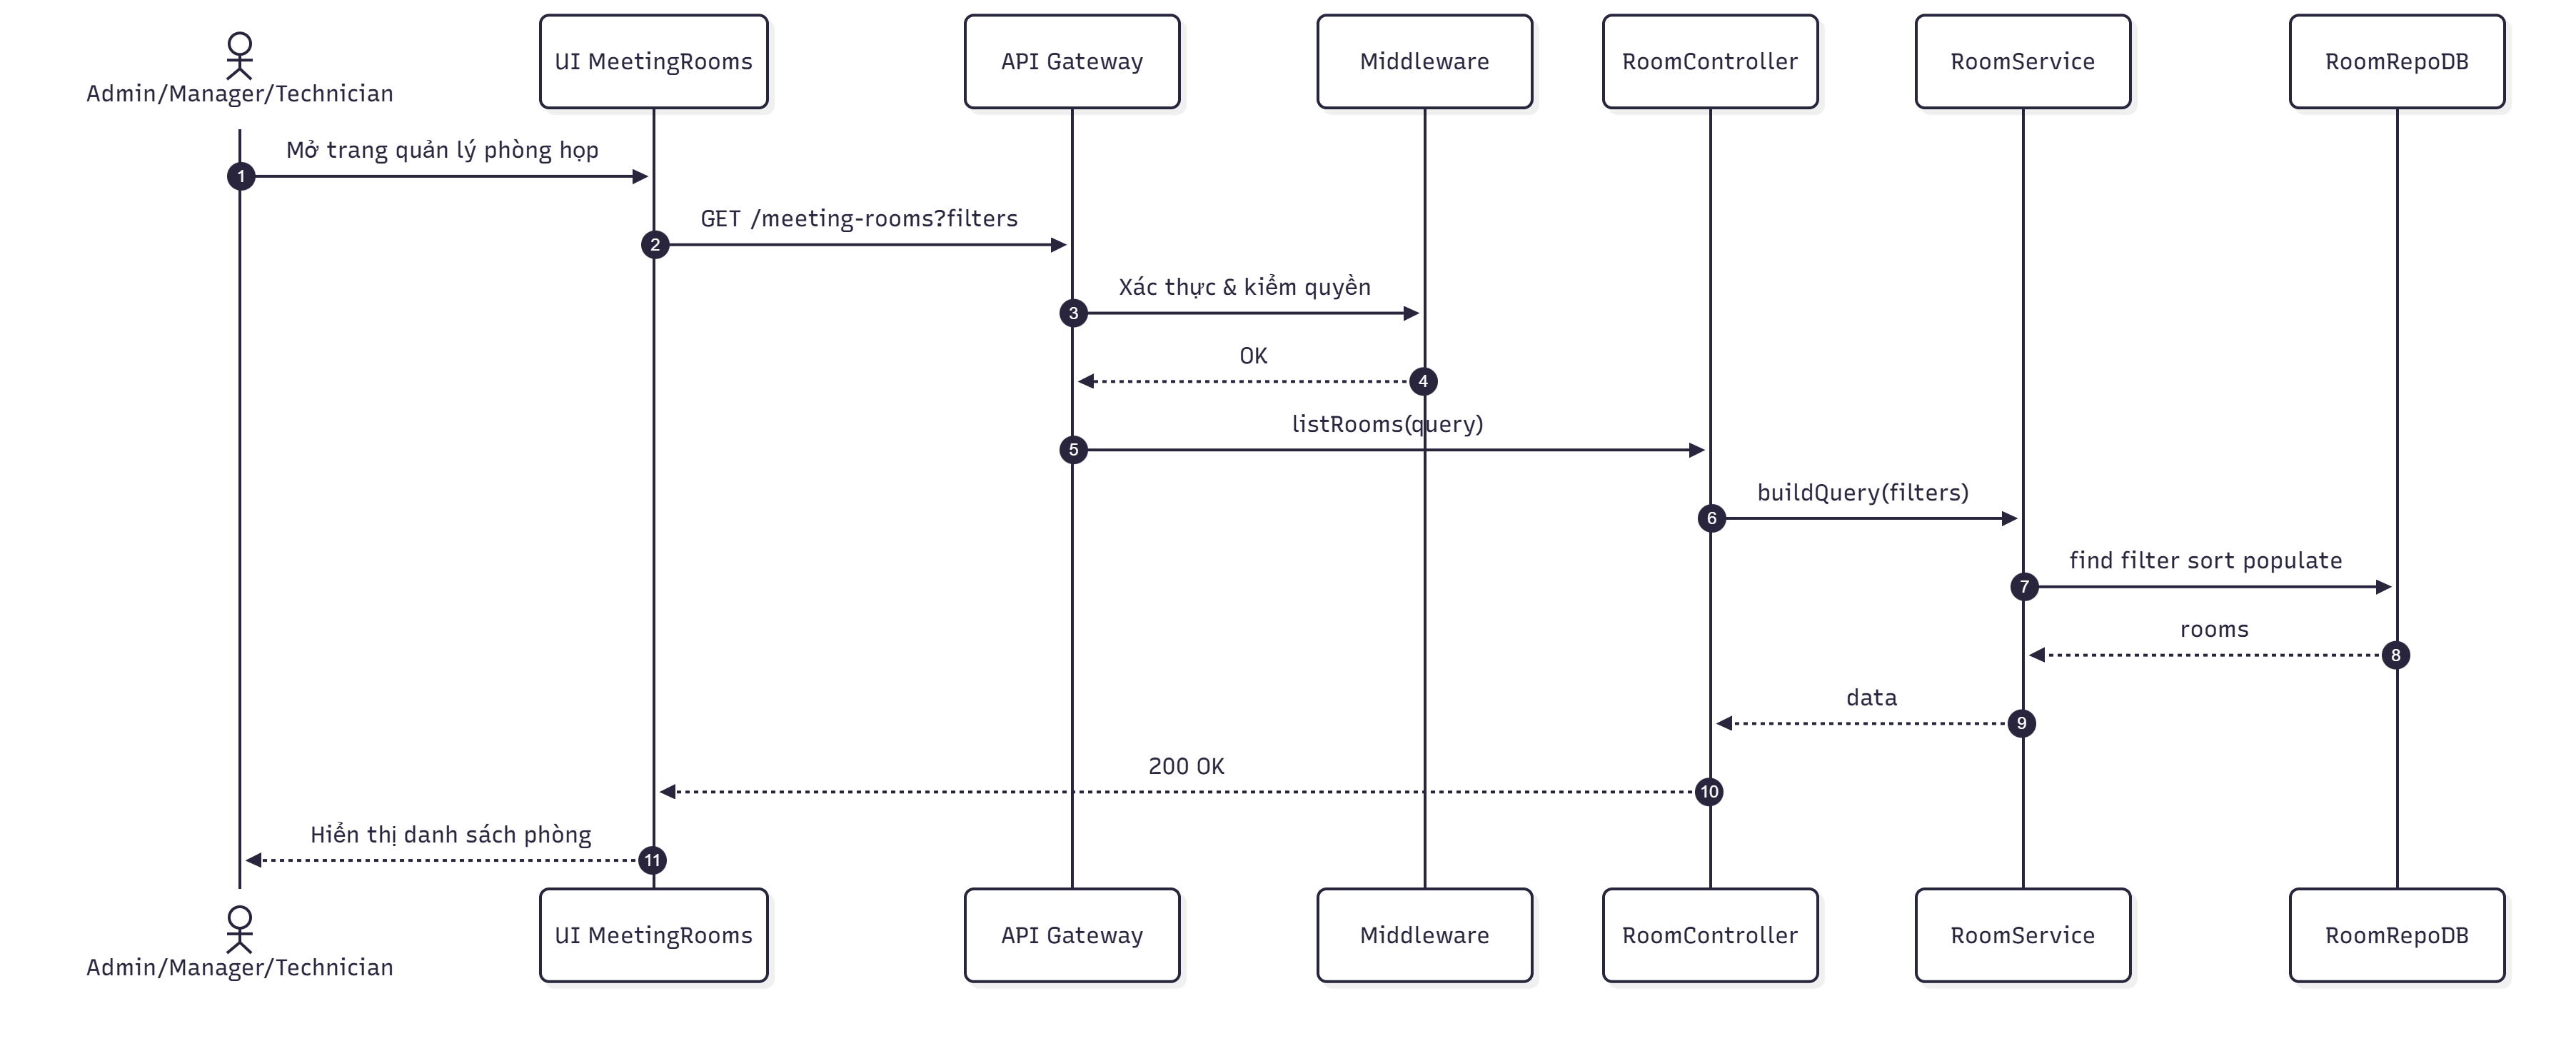 Admin/Manager/Technician
UI MeetingRooms
API Gateway
Middleware
RoomController
RoomService
RoomRepoDB
Mở trang quản lý phòng họp
1
GET /meeting-rooms?filters
2
Xác thực & kiểm quyền
3
OK
4
listRooms(query)
5
buildQuery(filters)
6
find filter sort populate
7
rooms
8
data
9
200 OK
10
Hiển thị danh sách phòng
11
Admin/Manager/Technician
UI MeetingRooms
API Gateway
Middleware
RoomController
RoomService
RoomRepoDB